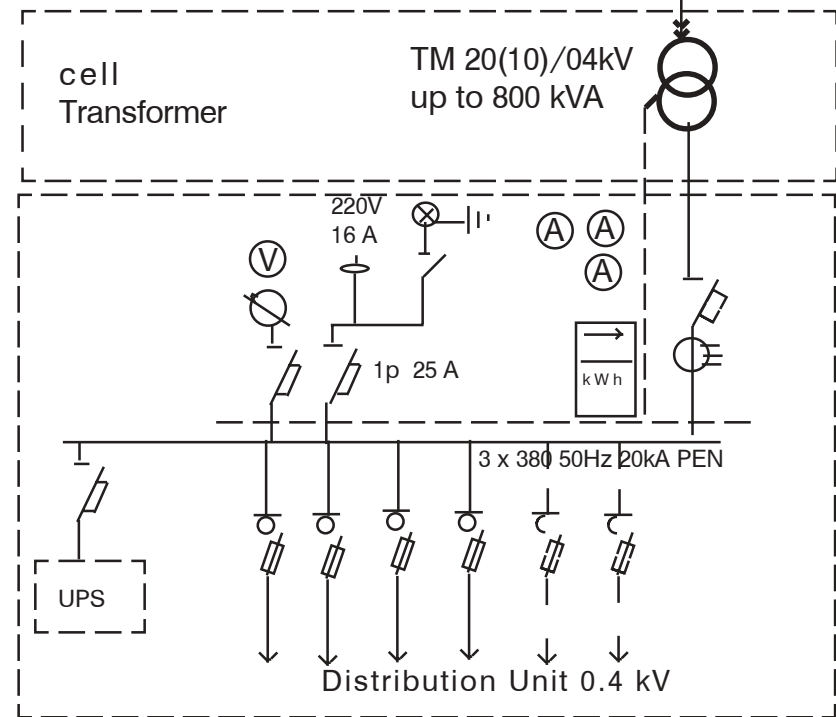 cell
Transformer
TM 20(10)/04kV
up to 800 kVA
220V
16 A
V
A
A
A
1p 25 A
kWh
3 x 380 50Hz 20kA PEN
UPS
Distribution Unit 0.4 kV